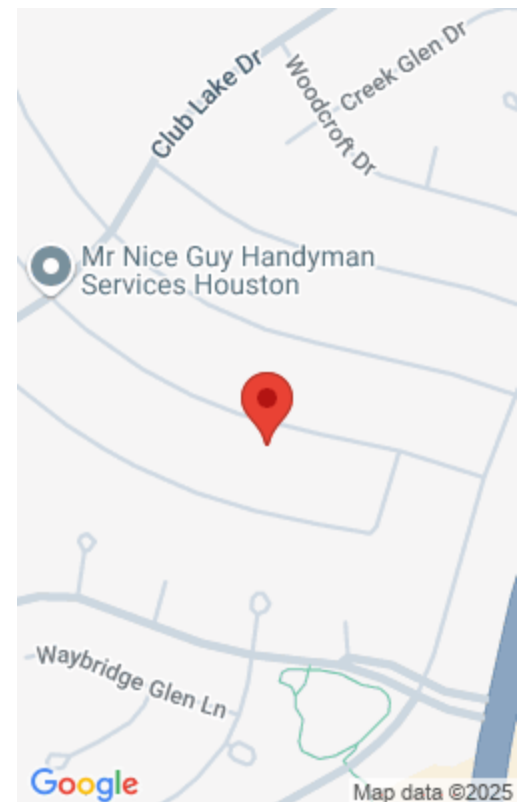 Club Lake Dr
Woodcroft Dr
Creek Glen Dr
Mr Nice Guy Handyman
Services Houston
Waybridge Glen Ln
Google
Map data ©2025